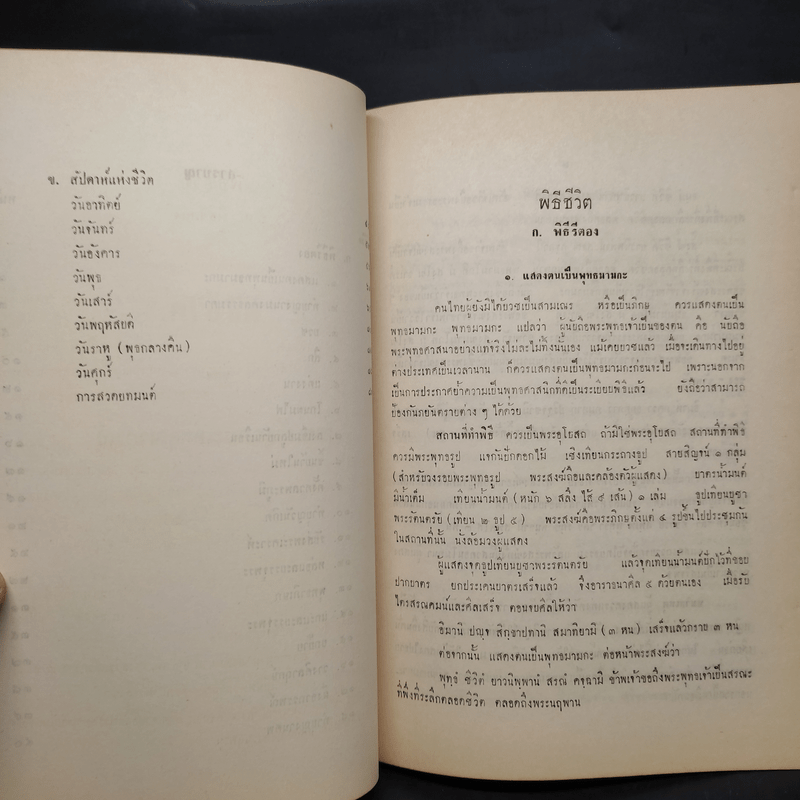 ข. สัปดาห์แห่งชีวิต
วันอาทิตย์
วันจันทร์
วันอังคาร
วันพุธ
วันเสาร์
วันพฤหัสบดี
วันราหู (พุธกลางคืน)
วันศุกร์
การสวดยทมนต์
พิธีชีวิต
ก. พิธีรีตอง
๑. แสดงตนเป็นพุทธมามกะ
คนไทยผู้ยังมิได้บวชเป็นสามเณร หรือเป็นภิกษุ ควรแสดงตนเป็น
พุทธมามกะ พุทธมามกะ แปลว่า ผู้นับถือพระพุทธเจ้าเป็นของตน คือ นับถือ
พระพุทธศาสนาอย่างแท้จริงไม่ละไม่ทิ้งนั่นเอง แม้เคยบวชแล้ว เมื่อจะเดินทางไปอยู่
ต่างประเทศเป็นเวลานาน ก็ควรแสดงตนเป็นพุทธมามกะก่อนจะไป เพราะนอกจาก
เป็นการประกาศย้ำความเป็นพุทธศาสนิกที่ดีเป็นระเบียบพิธีแล้ว ยังถือว่าสามารถ
ป้องกันภยันตรายต่าง ๆ ได้ด้วย
สถานที่ทำพิธี ควรเป็นพระอุโบสถ ถ้ามิใช่พระอุโบสถ สถานที่ทำพิธี
ควรมีพระพุทธรูป แจกันปักดอกไม้ เชิงเทียนกระถางธูป สายสิญจน์ ๑ กลุ่ม
(สำหรับวงรอบพระพุทธรูป พระสงฆ์ถือและคล้องตัวผู้แสดง) บาตรน้ำมนต์
มีน้ำเต็ม เทียนน้ำมนต์ (หนัก ๖ สลึง ไส้ ๙ เส้น) ๑ เล่ม ธูปเทียนบูชา
พระรัตนตรัย (เทียน ๒ ธูป ๕) พระสงฆ์คือพระภิกษุตั้งแต่ ๔ รูปขึ้นไปประชุมกัน
ในสถานที่นั้น นั่งล้อมวงผู้แสดง
ผู้แสดงจุดธูปเทียนบูชาพระรัตนตรัย แล้วจุดเทียนน้ำมนต์ปักไว้ที่ขอบ
ปากบาตร ยกประเคนบาตรเสร็จแล้ว จึงอาราธนาศีล ๕ ด้วยตนเอง เมื่อรับ
ไตรสรณคมน์และศีลเสร็จ ตอนจบศีลให้ว่า
อิมานิ ปญฺจ สิกฺขาปทานิ สมาทิยามิ (๓ หน) เสร็จแล้วกราบ ๓ หน
ต่อจากนั้น แสดงตนเป็นพุทธมามกะ ต่อหน้าพระสงฆ์ว่า
พุทฺธํ ชีวิตํ ยาวนิพฺพานํ สรณํ คจฺฉามิ ข้าพเจ้าขอถึงพระพุทธเจ้าเป็นสรณะ
ที่พึ่งที่ระลึกตลอดชีวิต ตลอดถึงพระนฤพาน